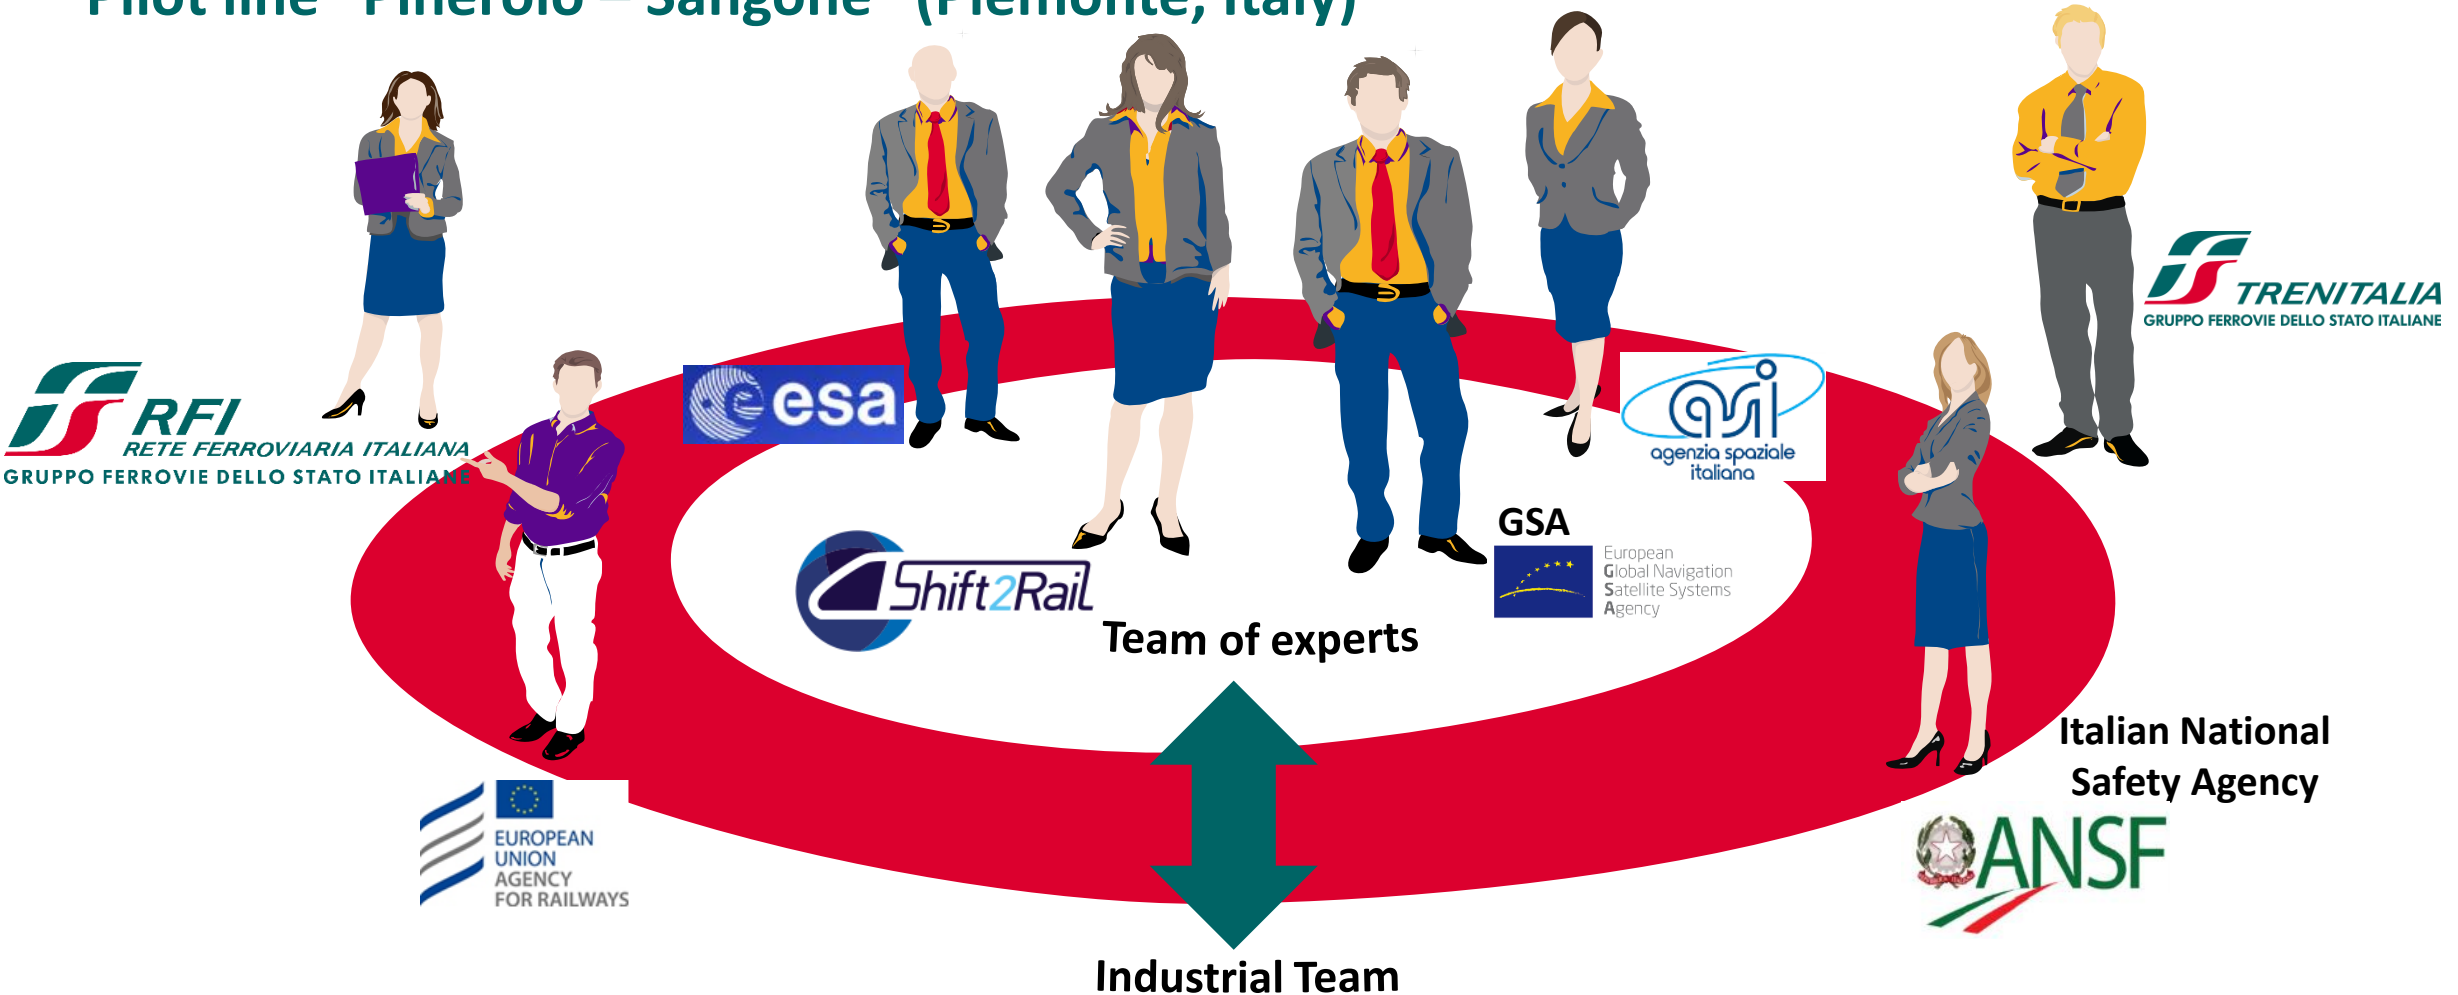 Pilot line "Pinerolo – Sangone" (Piemonte, Italy)
TRENITALIA
GRUPPO FERROVIE DELLO STATO ITALIANE
RFI
RETE FERROVIARIA ITALIANA
GRUPPO FERROVIE DELLO STATO ITALIANE
esa
asi
agenzia spaziale
italiana
GSA
European
Global Navigation
Satellite Systems
Agency
Shift2Rail
Team of experts
Italian National
Safety Agency
ANSF
EUROPEAN
UNION
AGENCY
FOR RAILWAYS
Industrial Team